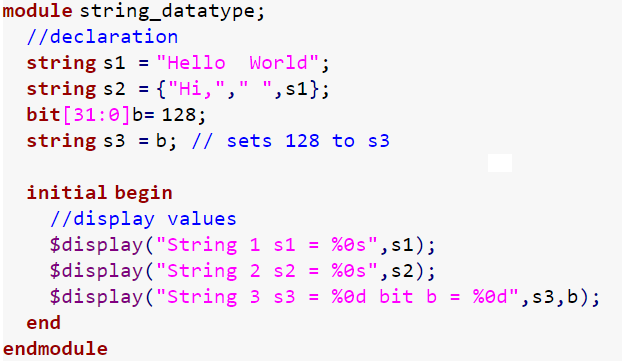 module string_datatype;
//declaration
string s1 = "Hello  World";
string s2 = {"Hi,"," ",s1};
bit[31:0]b= 128;
string s3 = b; // sets 128 to s3
initial begin
//display values
$display("String 1 s1 = %0s",s1);
$display("String 2 s2 = %0s",s2);
$display("String 3 s3 = %0d bit b = %0d",s3,b);
end
endmodule